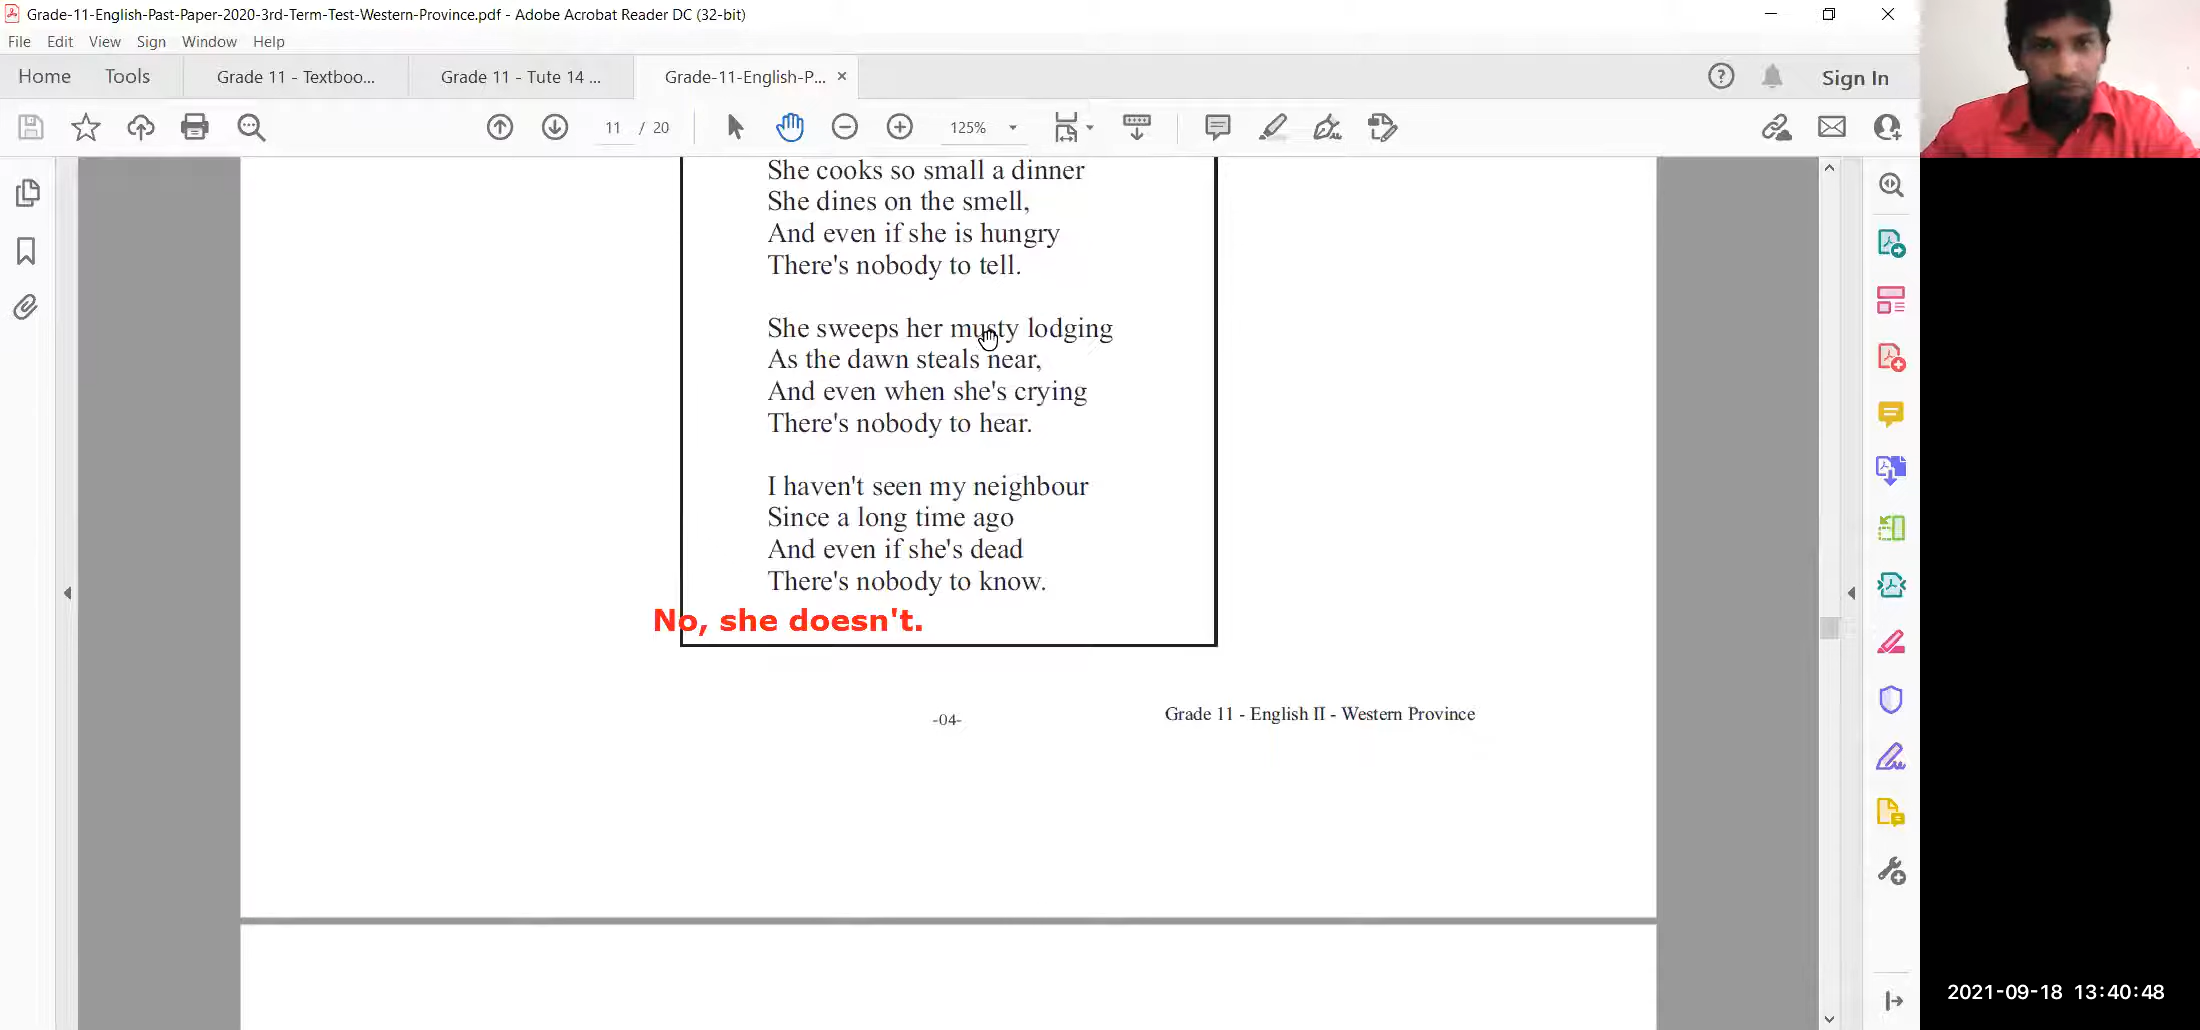 Grade-11-English-Past-Paper-2020-3rd-Term-Test-Western-Province.pdf - Adobe Acrobat Reader DC (32-bit)
File Edit View Sign Window Help
Home Tools Grade 11 - Textboo... Grade 11 - Tute 14 ... Grade-11-English-P... × Sign In
11 / 20 125%
She cooks so small a dinner
She dines on the smell,
And even if she is hungry
There's nobody to tell.
She sweeps her musty lodging
As the dawn steals near,
And even when she's crying
There's nobody to hear.
I haven't seen my neighbour
Since a long time ago
And even if she's dead
There's nobody to know.
No, she doesn't.
-04-
Grade 11 - English II - Western Province
2021-09-18 13:40:48